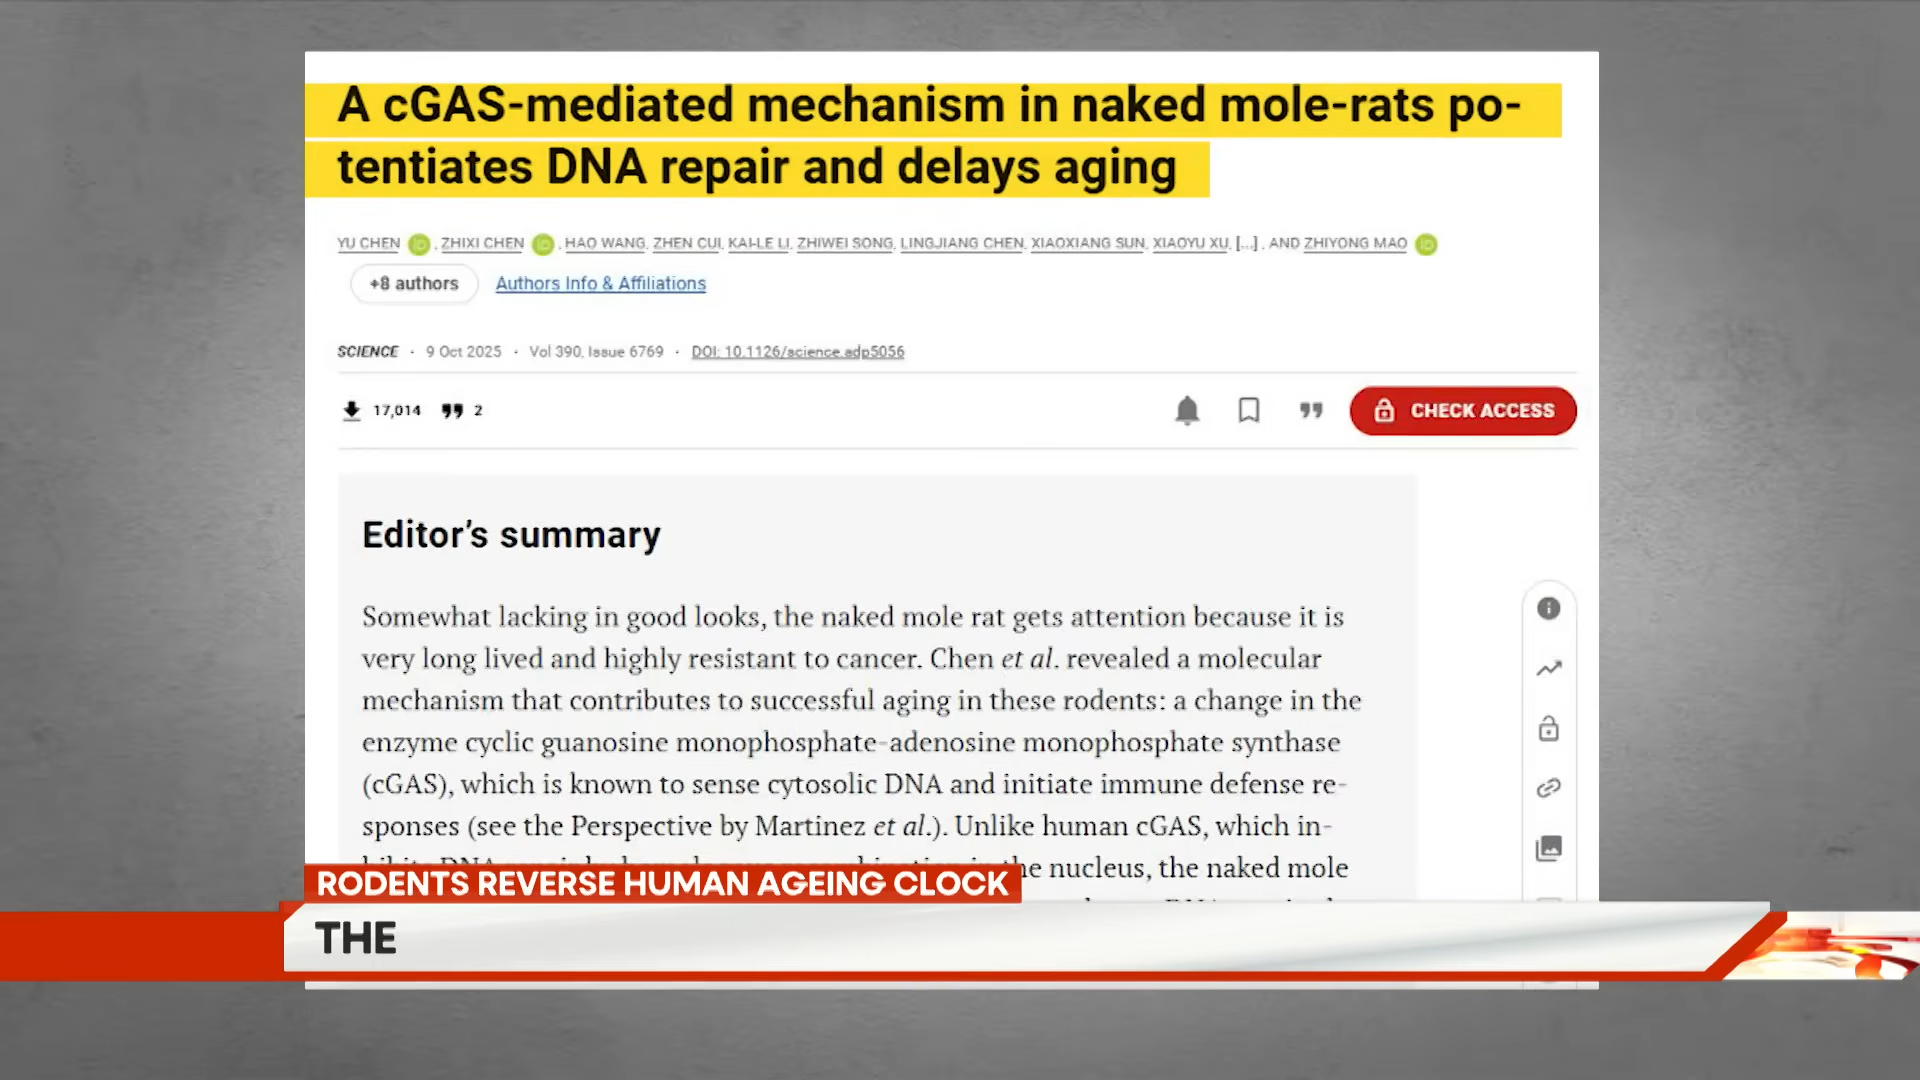 A cGAS-mediated mechanism in naked mole-rats po-
tentiates DNA repair and delays aging
YU CHEN iD , ZHIXI CHEN iD , HAO WANG, ZHEN CUI, KAI-LE LI, ZHIWEI SONG, LINGJIANG CHEN, XIAOXIANG SUN, XIAOYU XU, [...] , AND ZHIYONG MAO iD
+8 authors Authors Info & Affiliations
SCIENCE · 9 Oct 2025 · Vol 390, Issue 6769 · DOI: 10.1126/science.adp5056
17,014 2 CHECK ACCESS
Editor's summary
Somewhat lacking in good looks, the naked mole rat gets attention because it is
very long lived and highly resistant to cancer. Chen et al. revealed a molecular
mechanism that contributes to successful aging in these rodents: a change in the
enzyme cyclic guanosine monophosphate-adenosine monophosphate synthase
(cGAS), which is known to sense cytosolic DNA and initiate immune defense re-
sponses (see the Perspective by Martinez et al.). Unlike human cGAS, which in-
the nucleus, the naked mole
RODENTS REVERSE HUMAN AGEING CLOCK
THE